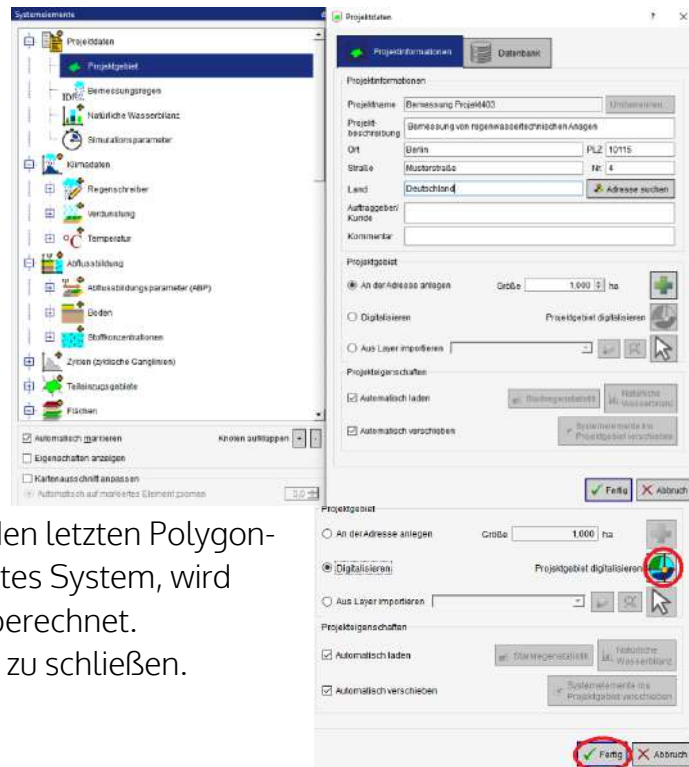 Systemelemente
Projektdaten
Projektgebiet
Bemessungsregen
Natürliche Wasserbilanz
Simulationsparameter
Klimadaten
Regenschreiber
Verdunstung
°C Temperatur
Abflussbildung
Abflussbildungsparameter (ABP)
Boden
Stoffkonzentrationen
Zyklen (zyklische Ganglinien)
Teileinzugsgebiete
Flächen
Automatisch markieren
Knoten aufklappen + -
Eigenschaften anzeigen
Kartenausschnitt anpassen
Automatisch auf markiertes Element zoomen
Projektdaten ? X
Projektinformationen Datenbank
Projektinformationen
Projektname Bemessung Projekt403 Umbenennen...
Projekt-
beschreibung Bemessung von regenwassertechnischen Anlagen
Ort Berlin PLZ 10115
Straße Musterstraße Nr. 4
Land Deutschland Adresse suchen
Auftraggeber/
Kunde
Kommentar
Projektgebiet
An der Adresse anlegen Größe 1,000 ha
Digitalisieren Projektgebiet digitalisieren
Aus Layer importieren
Projekteigenschaften
Automatisch laden Starkregenstatistik Natürliche
Wasserbilanz
Automatisch verschieben Systemelemente ins
Projektgebiet verschieben
Fertig Abbruch
den letzten Polygon-
tes System, wird
berechnet.
zu schließen.
Projektgebiet
An der Adresse anlegen Größe 1,000 ha
Digitalisieren Projektgebiet digitalisieren
Aus Layer importieren
Projekteigenschaften
Automatisch laden Starkregenstatistik Natürliche
Wasserbilanz
Automatisch verschieben Systemelemente ins
Projektgebiet verschieben
Fertig Abbruch